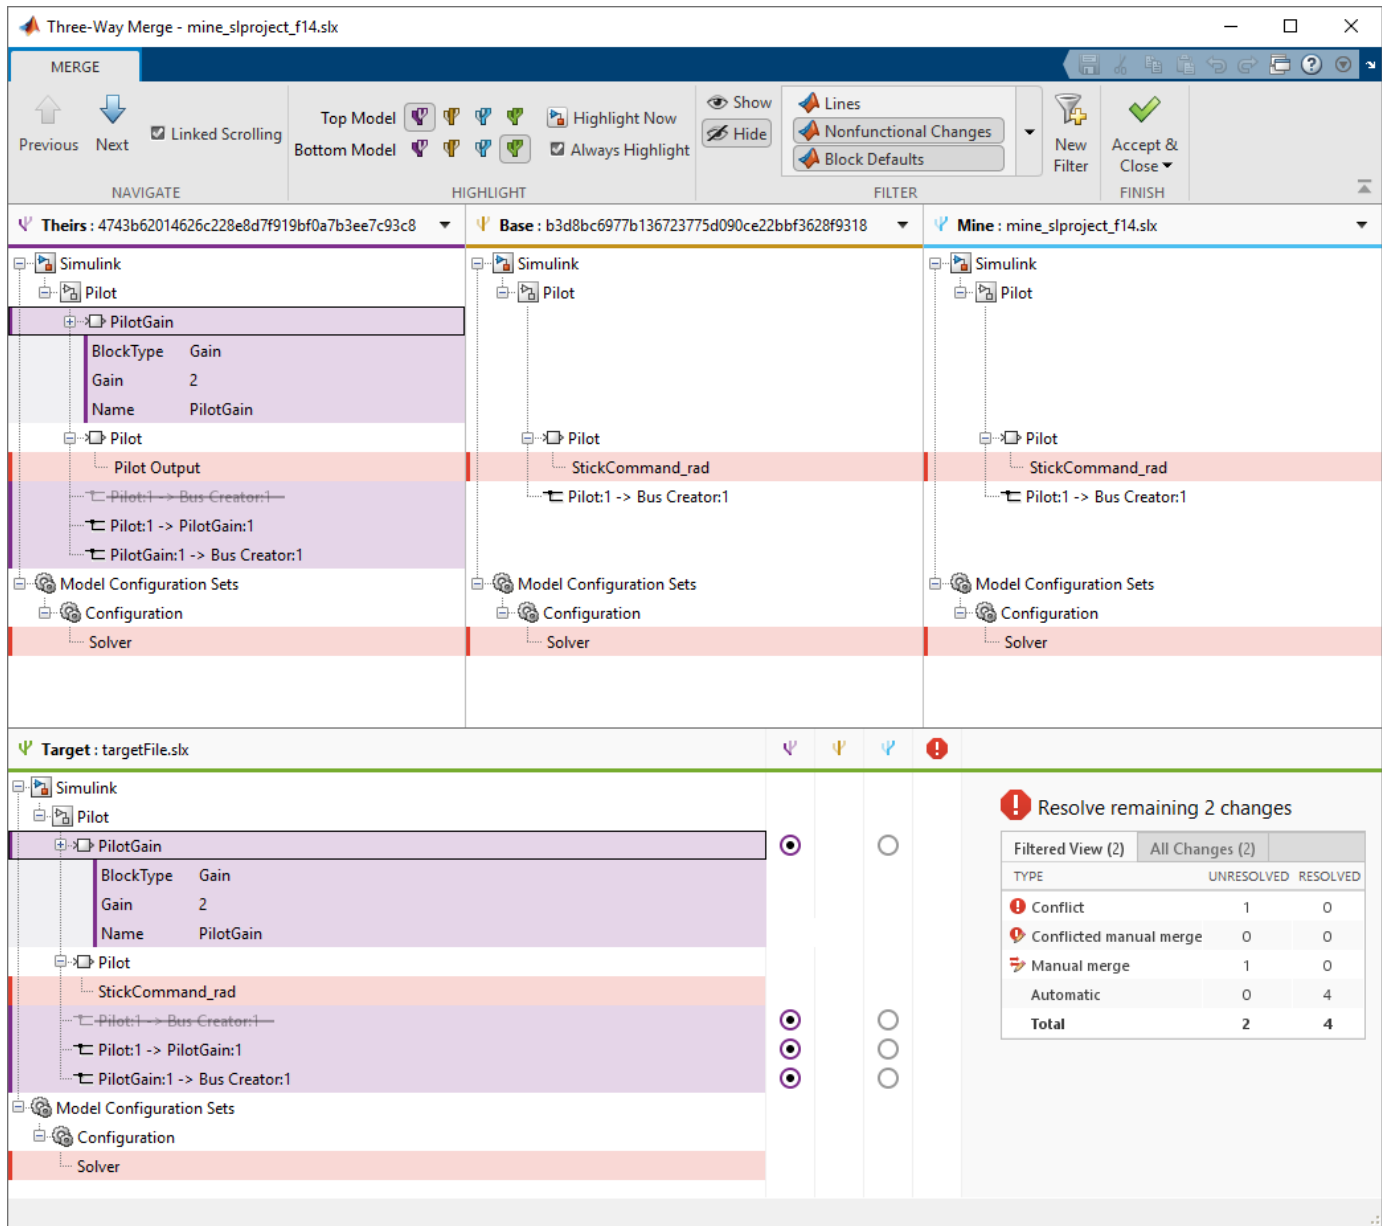 Three-Way Merge - mine_slproject_f14.slx
MERGE
Previous
Next
Linked Scrolling
NAVIGATE
Top Model
Bottom Model
Highlight Now
Always Highlight
HIGHLIGHT
Show
Hide
Lines
Nonfunctional Changes
Block Defaults
New
Filter
FILTER
Accept &
Close
FINISH
Theirs : 4743b62014626c228e8d7f919bf0a7b3ee7c93c8
Base : b3d8bc6977b136723775d090ce22bbf3628f9318
Mine : mine_slproject_f14.slx
Simulink
Pilot
PilotGain
BlockType Gain
Gain 2
Name PilotGain
Pilot
Pilot Output
Pilot:1 -> Bus Creator:1
Pilot:1 -> PilotGain:1
PilotGain:1 -> Bus Creator:1
Model Configuration Sets
Configuration
Solver
Simulink
Pilot
Pilot
StickCommand_rad
Pilot:1 -> Bus Creator:1
Model Configuration Sets
Configuration
Solver
Simulink
Pilot
Pilot
StickCommand_rad
Pilot:1 -> Bus Creator:1
Model Configuration Sets
Configuration
Solver
Target : targetFile.slx
Simulink
Pilot
PilotGain
BlockType Gain
Gain 2
Name PilotGain
Pilot
StickCommand_rad
Pilot:1 -> Bus Creator:1
Pilot:1 -> PilotGain:1
PilotGain:1 -> Bus Creator:1
Model Configuration Sets
Configuration
Solver
Resolve remaining 2 changes
Filtered View (2) All Changes (2)
TYPE UNRESOLVED RESOLVED
Conflict 1 0
Conflicted manual merge 0 0
Manual merge 1 0
Automatic 0 4
Total 2 4